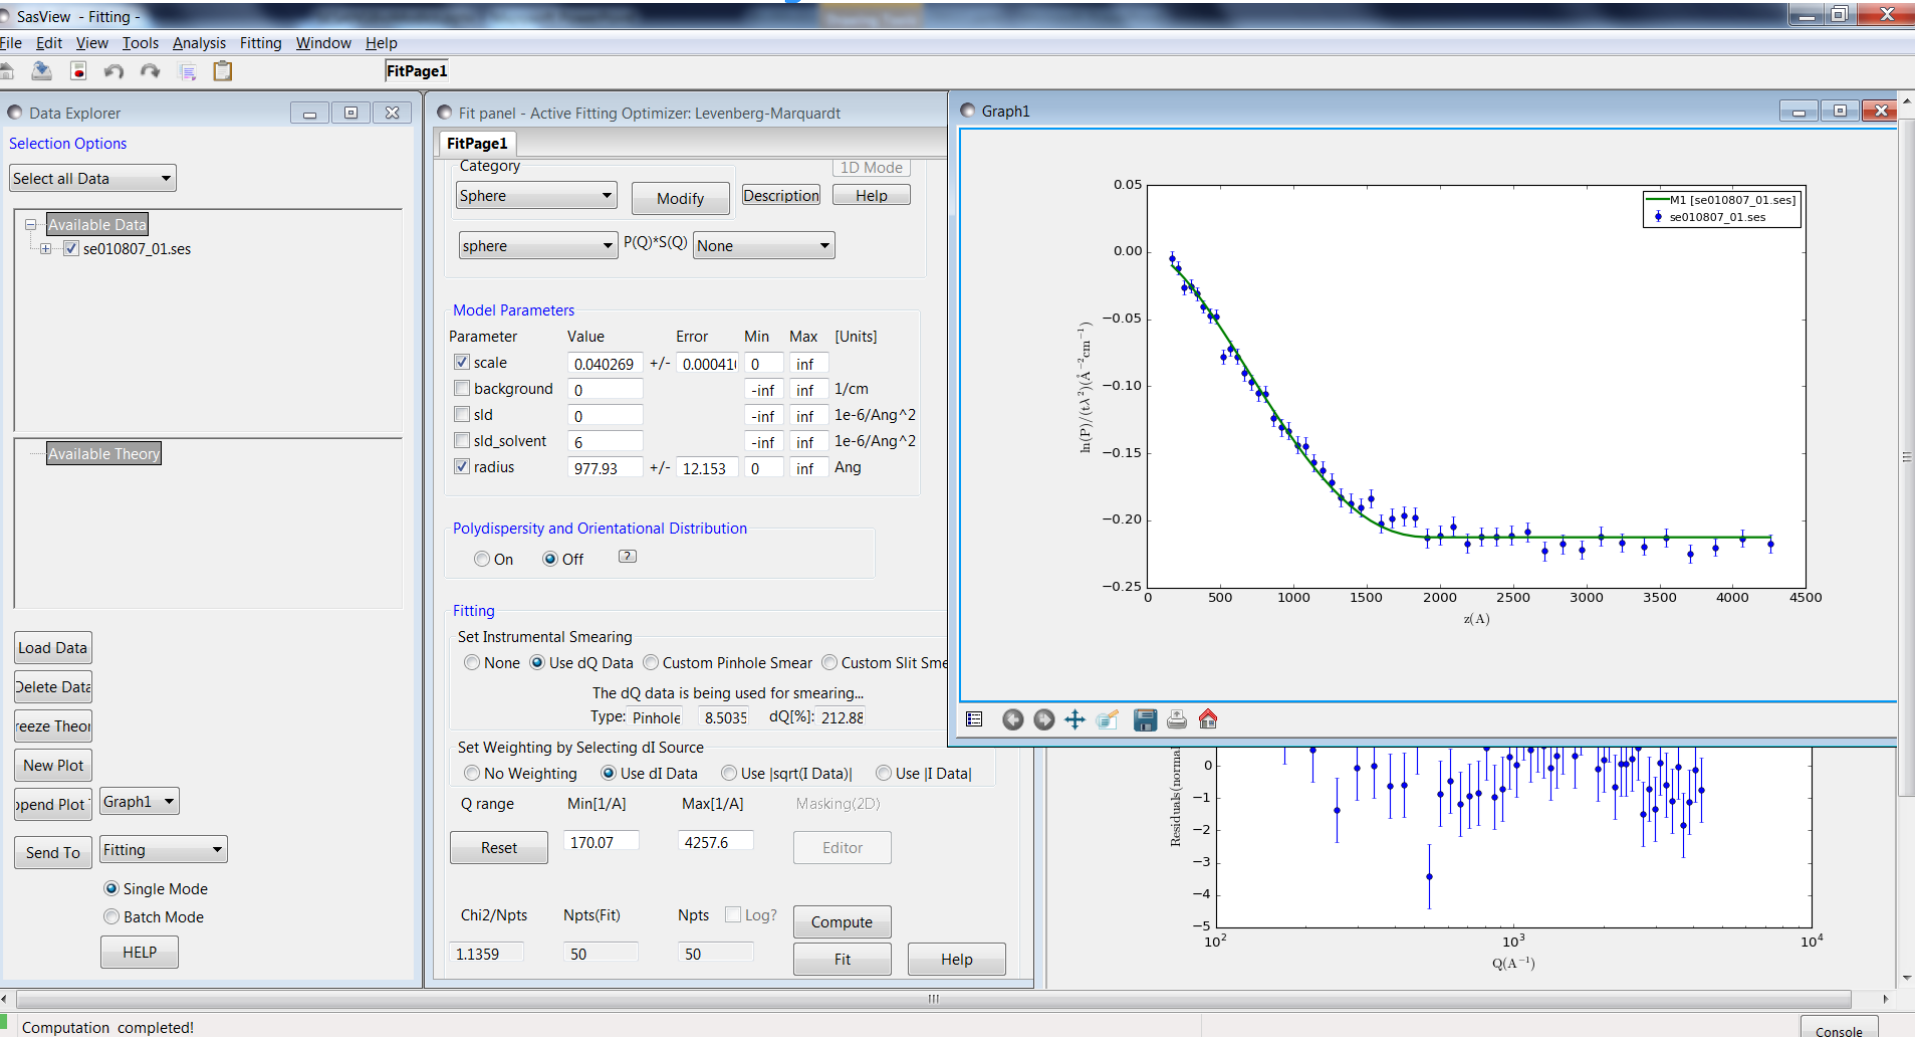 SasView - Fitting -
File Edit View Tools Analysis Fitting Window Help
FitPage1
Data Explorer
Selection Options
Select all Data
Available Data
se010807_01.ses
Available Theory
Load Data
Delete Data
reeze Theor
New Plot
ppend Plot
Graph1
Send To
Fitting
Single Mode
Batch Mode
HELP
Fit panel - Active Fitting Optimizer: Levenberg-Marquardt
FitPage1
Category
1D Mode
Sphere
Modify
Description
Help
sphere
P(Q)*S(Q)
None
Model Parameters
Parameter Value Error Min Max [Units]
scale 0.040269 +/- 0.00041 0 inf
background 0 -inf inf 1/cm
sld 0 -inf inf 1e-6/Ang^2
sld_solvent 6 -inf inf 1e-6/Ang^2
radius 977.93 +/- 12.153 0 inf Ang
Polydispersity and Orientational Distribution
On Off ?
Fitting
Set Instrumental Smearing
None Use dQ Data Custom Pinhole Smear Custom Slit Sme
The dQ data is being used for smearing...
Type: Pinhole 8.5035 dQ[%]: 212.88
Set Weighting by Selecting dI Source
No Weighting Use dI Data Use |sqrt(I Data)| Use |I Data|
Q range Min[1/A] Max[1/A] Masking(2D)
Reset 170.07 4257.6 Editor
Chi2/Npts Npts(Fit) Npts Log? Compute
1.1359 50 50 Fit Help
Graph1
0.05
0.00
−0.05
−0.10
−0.15
−0.20
−0.25
ln(P)/(tλ²)(Å⁻²cm⁻¹)
M1 [se010807_01.ses]
se010807_01.ses
0 500 1000 1500 2000 2500 3000 3500 4000 4500
z(A)
0
−1
−2
−3
−4
−5
Residuals(normal
10² 10³ 10⁴
Q(A⁻¹)
Computation completed!
Console